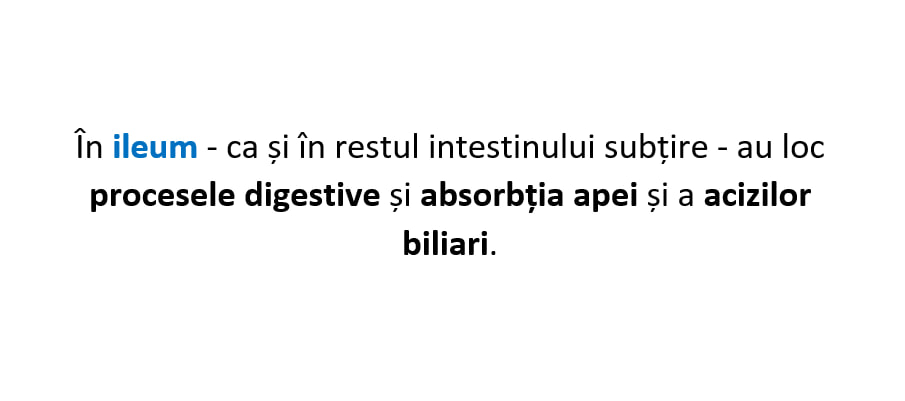 În ileum - ca și în restul intestinului subțire - au loc
procesele digestive și absorbția apei și a acizilor
biliari.